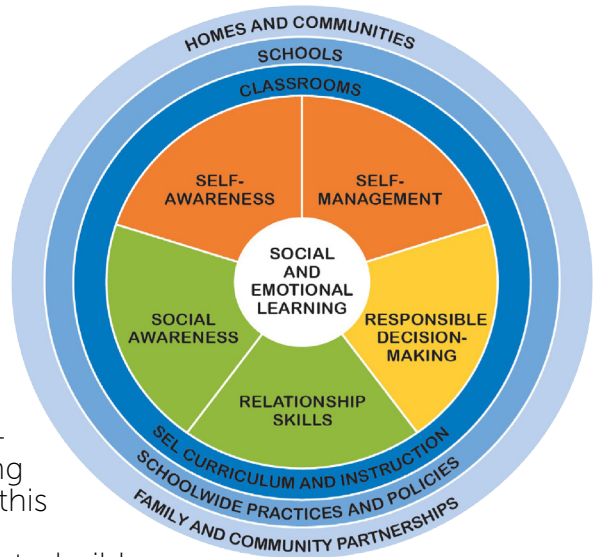 HOMES AND COMMUNITIES
SCHOOLS
CLASSROOMS
SELF-
AWARENESS
SELF-
MANAGEMENT
SOCIAL
AND
EMOTIONAL
LEARNING
SOCIAL
AWARENESS
RESPONSIBLE
DECISION-
MAKING
RELATIONSHIP
SKILLS
SEL CURRICULUM AND INSTRUCTION
SCHOOLWIDE PRACTICES AND POLICIES
FAMILY AND COMMUNITY PARTNERSHIPS
this